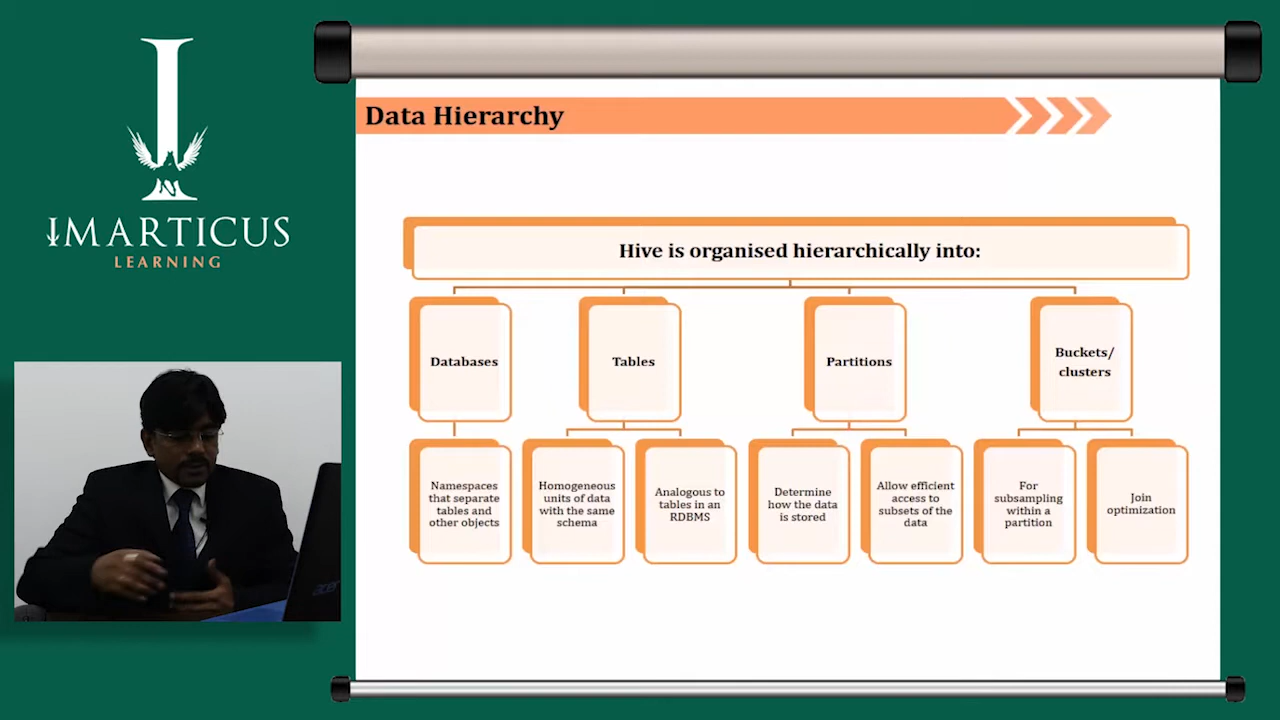 IMARTICUS
LEARNING
Data Hierarchy
Hive is organised hierarchically into:
Databases
Tables
Partitions
Buckets/
clusters
Namespaces
that separate
tables and
other objects
Homogeneous
units of data
with the same
schema
Analogous to
tables in an
RDBMS
Determine
how the data
is stored
Allow efficient
access to
subsets of the
data
For
subsampling
within a
partition
Join
optimization
acer